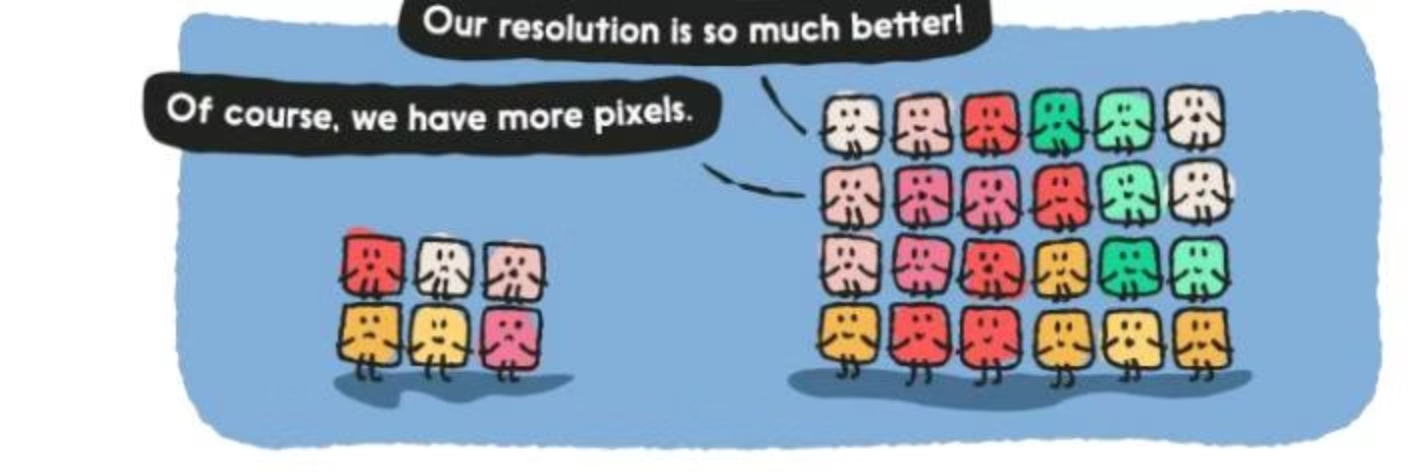 Our resolution is so much better!
Of course, we have more pixels.